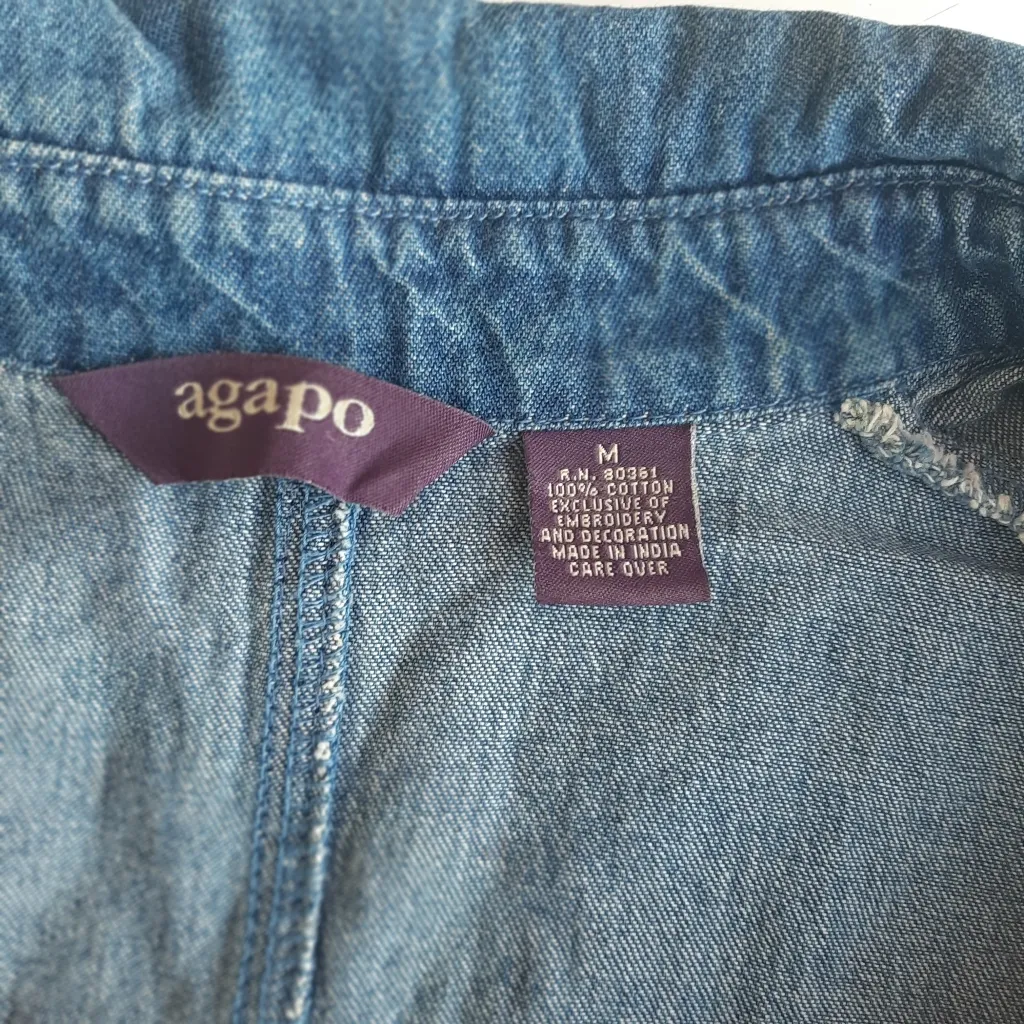 agapo
M
R.N. 80361
100% COTTON
EXCLUSIVE OF
EMBROIDERY
AND DECORATION
MADE IN INDIA
CARE OVER